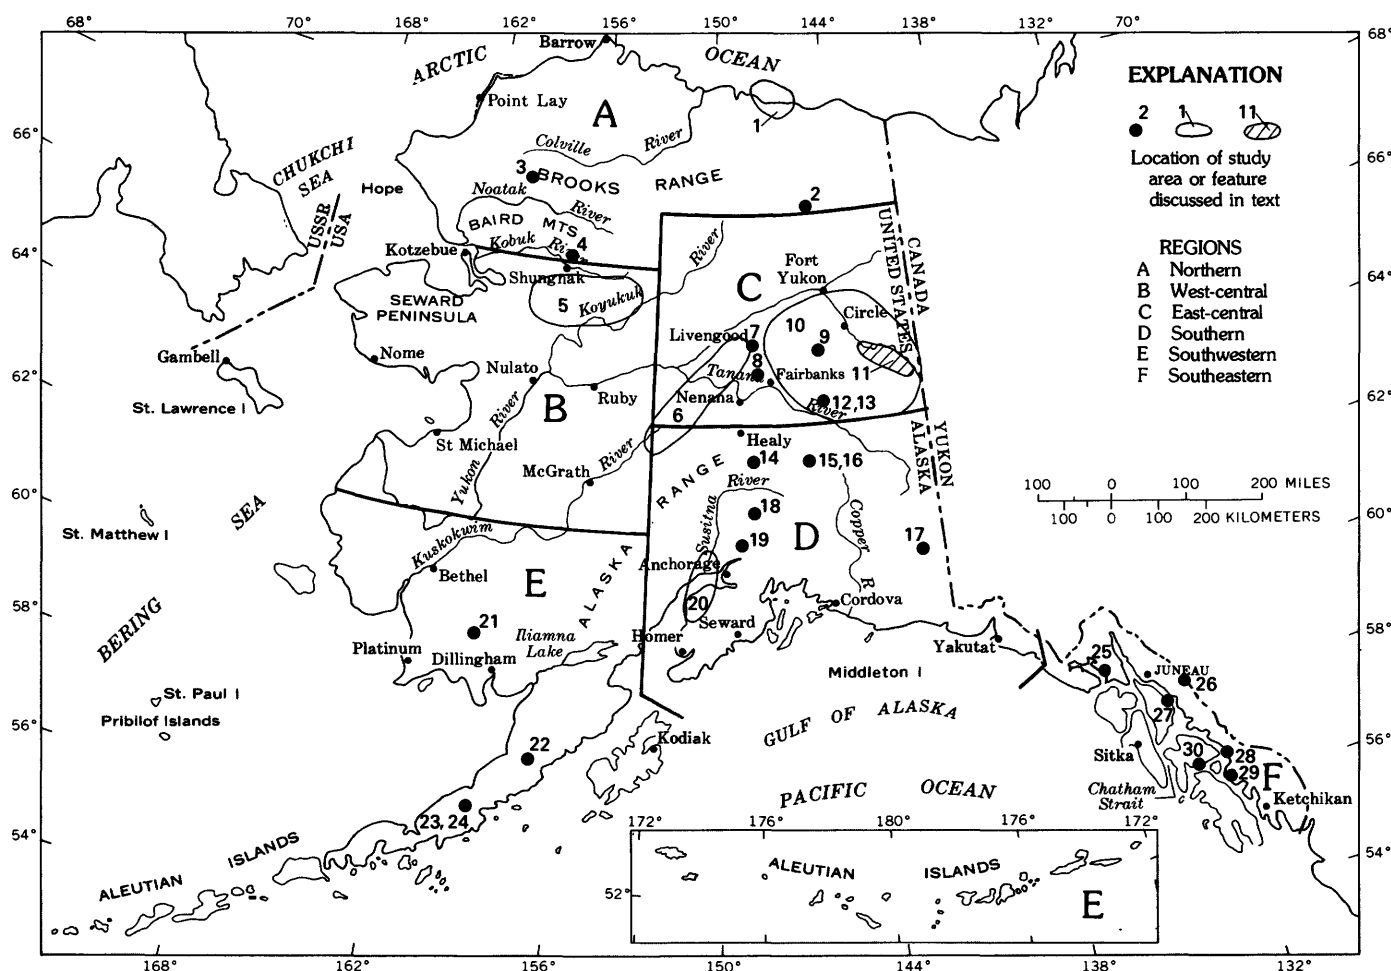 68° 70° 168° 162° 156° 150° 144° 138° 132° 70°
68°
66°
64°
62°
60°
58°
56°
54°
66°
64°
62°
60°
58°
56°
54°
ARCTIC OCEAN
Barrow
Point Lay
A
1
Colville River
CHUKCHI SEA
Hope
3
BROOKS RANGE
Noatak River
2
BAIRD MTS
USSR
USA
Kotzebue
Kobuk
4
Shungnak
5
Koyukuk
River
SEWARD PENINSULA
C
Fort Yukon
UNITED STATES
CANADA
Circle
10
9
11
Livengood
7
8
Tanana
Fairbanks
Nenana
12,13
River
6
Gambell
St. Lawrence I
Nome
Nulato
Ruby
B
River
Yukon
St Michael
McGrath
River
Healy
14
15,16
ALASKA
YUKON
RANGE
River
Susitna
18
19
D
Copper
R
17
Anchorage
20
Seward
Homer
Cordova
Yakutat
Middleton I
SEA
St. Matthew I
BERING
Kuskokwim
Bethel
E
ALASKA
21
Iliamna
Lake
Platinum
Dillingham
St. Paul I
Pribilof Islands
22
23, 24
Kodiak
GULF OF ALASKA
PACIFIC OCEAN
25
JUNEAU
26
27
Sitka
30
28
29
F
Chatham
Strait
Ketchikan
ALEUTIAN ISLANDS
172° 176° 180° 176° 172°
52°
ALEUTIAN ISLANDS
E
168° 162° 156° 150° 144° 138° 132°
EXPLANATION
2 1 11
Location of study
area or feature
discussed in text
REGIONS
A Northern
B West-central
C East-central
D Southern
E Southwestern
F Southeastern
100 0 100 200 MILES
100 0 100 200 KILOMETERS